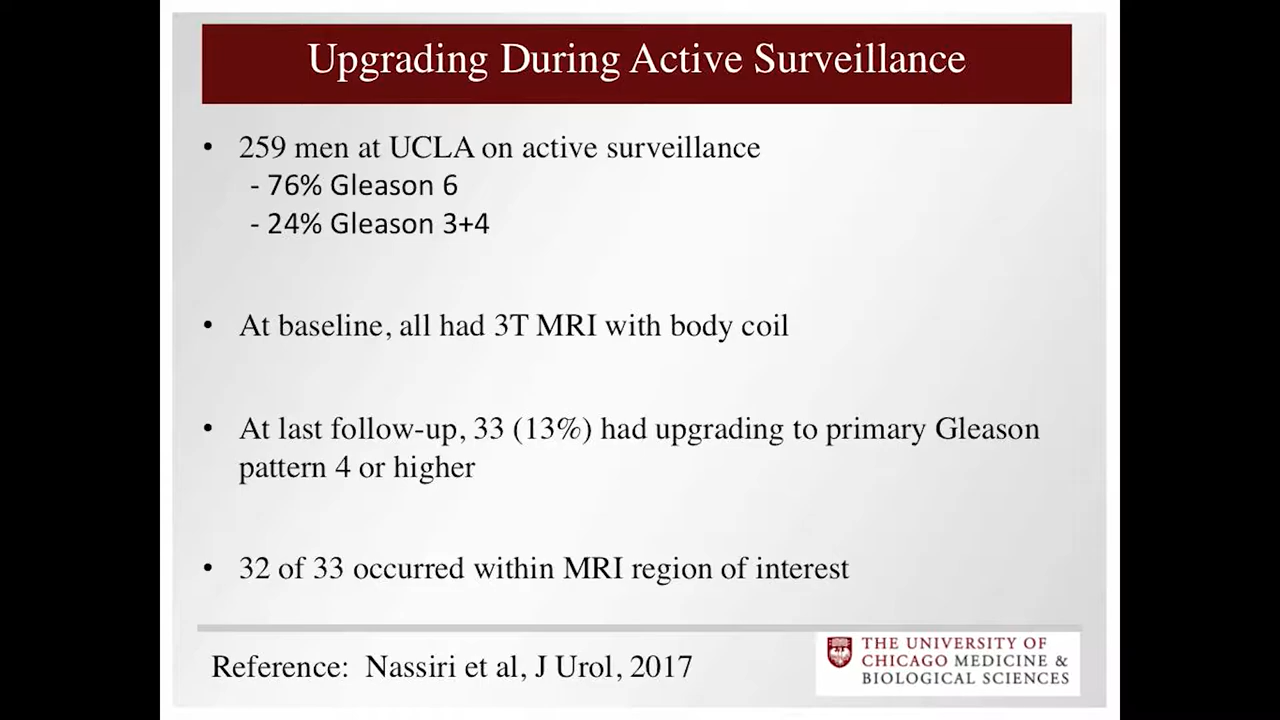 Upgrading During Active Surveillance
• 259 men at UCLA on active surveillance
- 76% Gleason 6
- 24% Gleason 3+4
• At baseline, all had 3T MRI with body coil
• At last follow-up, 33 (13%) had upgrading to primary Gleason
pattern 4 or higher
• 32 of 33 occurred within MRI region of interest
Reference: Nassiri et al, J Urol, 2017
THE UNIVERSITY OF
CHICAGO MEDICINE &
BIOLOGICAL SCIENCES